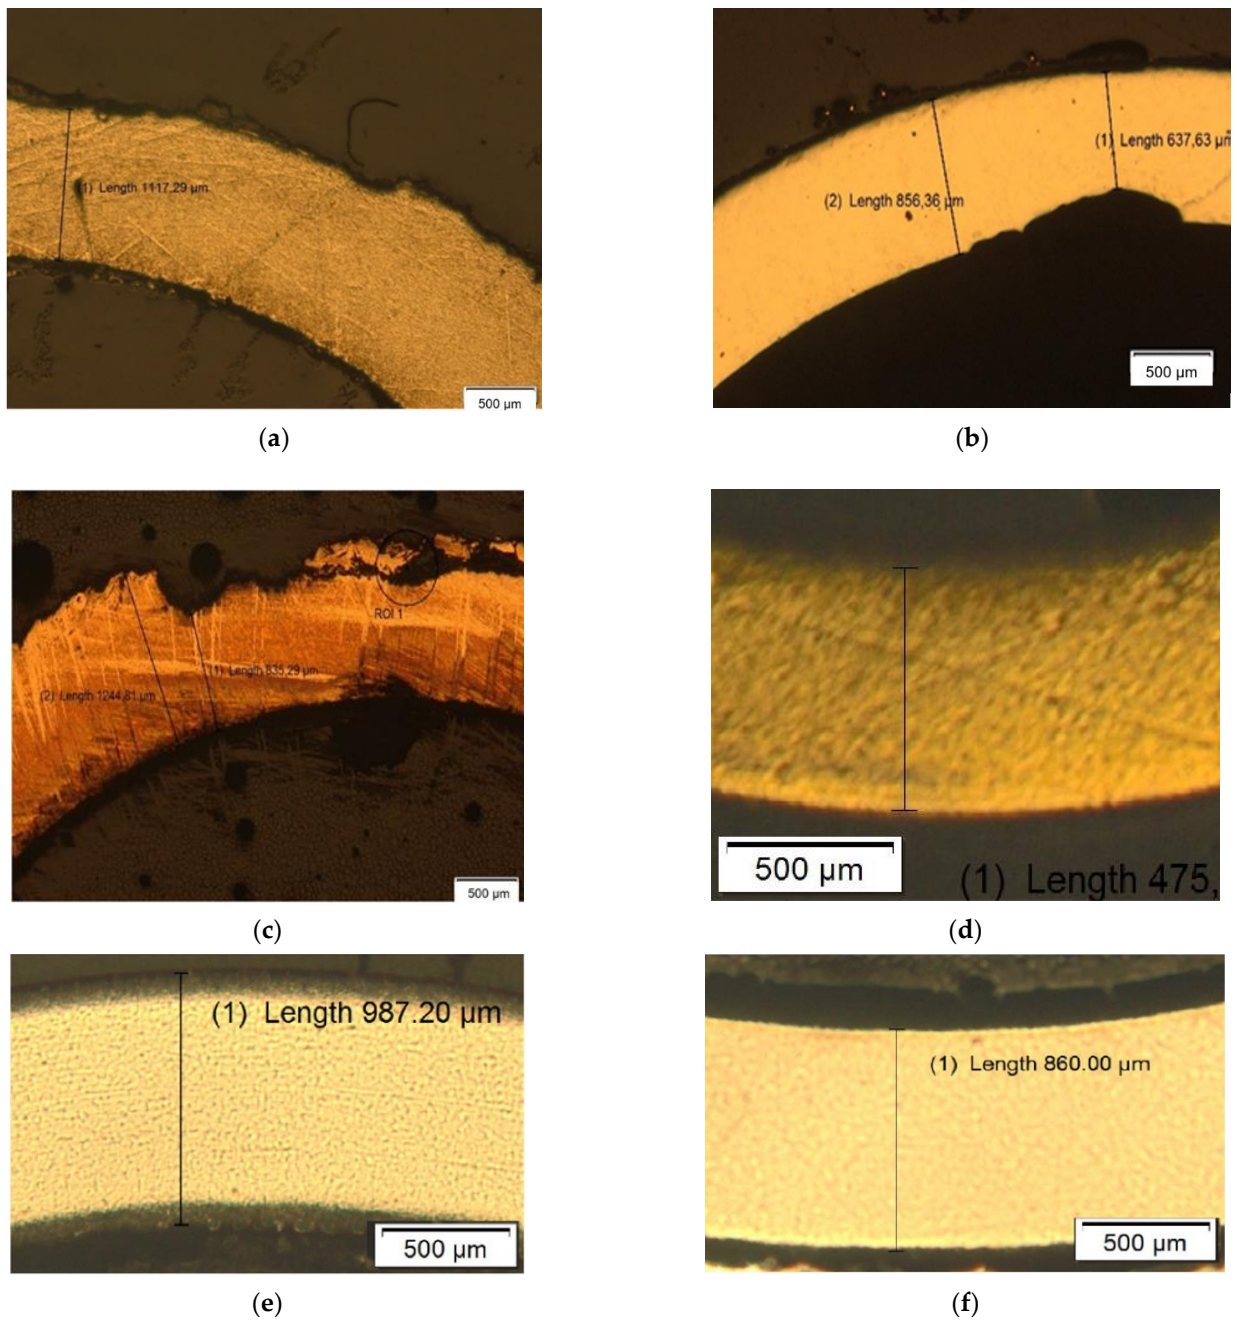 (1) Length 1117,29 µm
500 µm
(a)
(1) Length 637,63 µm
(2) Length 856,36 µm
500 µm
(b)
ROI 1
(1) Length 835,29 µm
(2) Length 1244,81 µm
500 µm
(c)
500 µm
(1) Length 475,
(d)
(1) Length 987.20 µm
500 µm
(e)
(1) Length 860.00 µm
500 µm
(f)